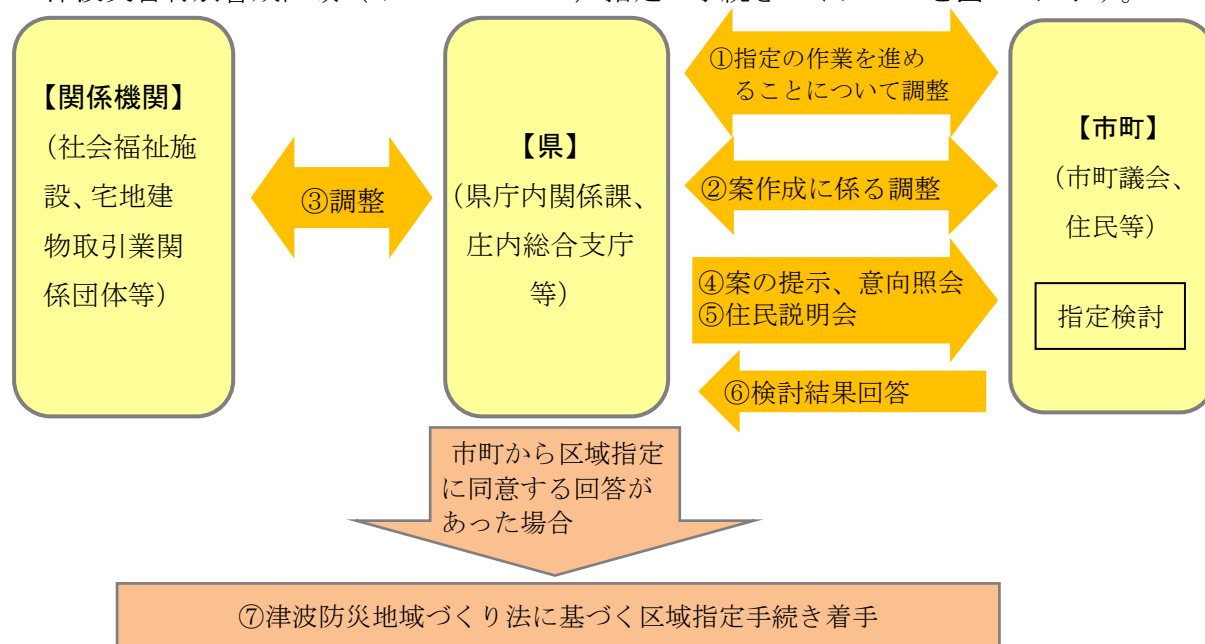 【関係機関】
(社会福祉施
設、宅地建
物取引業関
係団体等)
③調整
【県】
(県庁内関係課、
庄内総合支庁
等)
①指定の作業を進め
ることについて調整
②案作成に係る調整
④案の提示、意向照会
⑤住民説明会
⑥検討結果回答
【市町】
(市町議会、
住民等)
指定検討
市町から区域指定
に同意する回答が
あった場合
⑦津波防災地域づくり法に基づく区域指定手続き着手